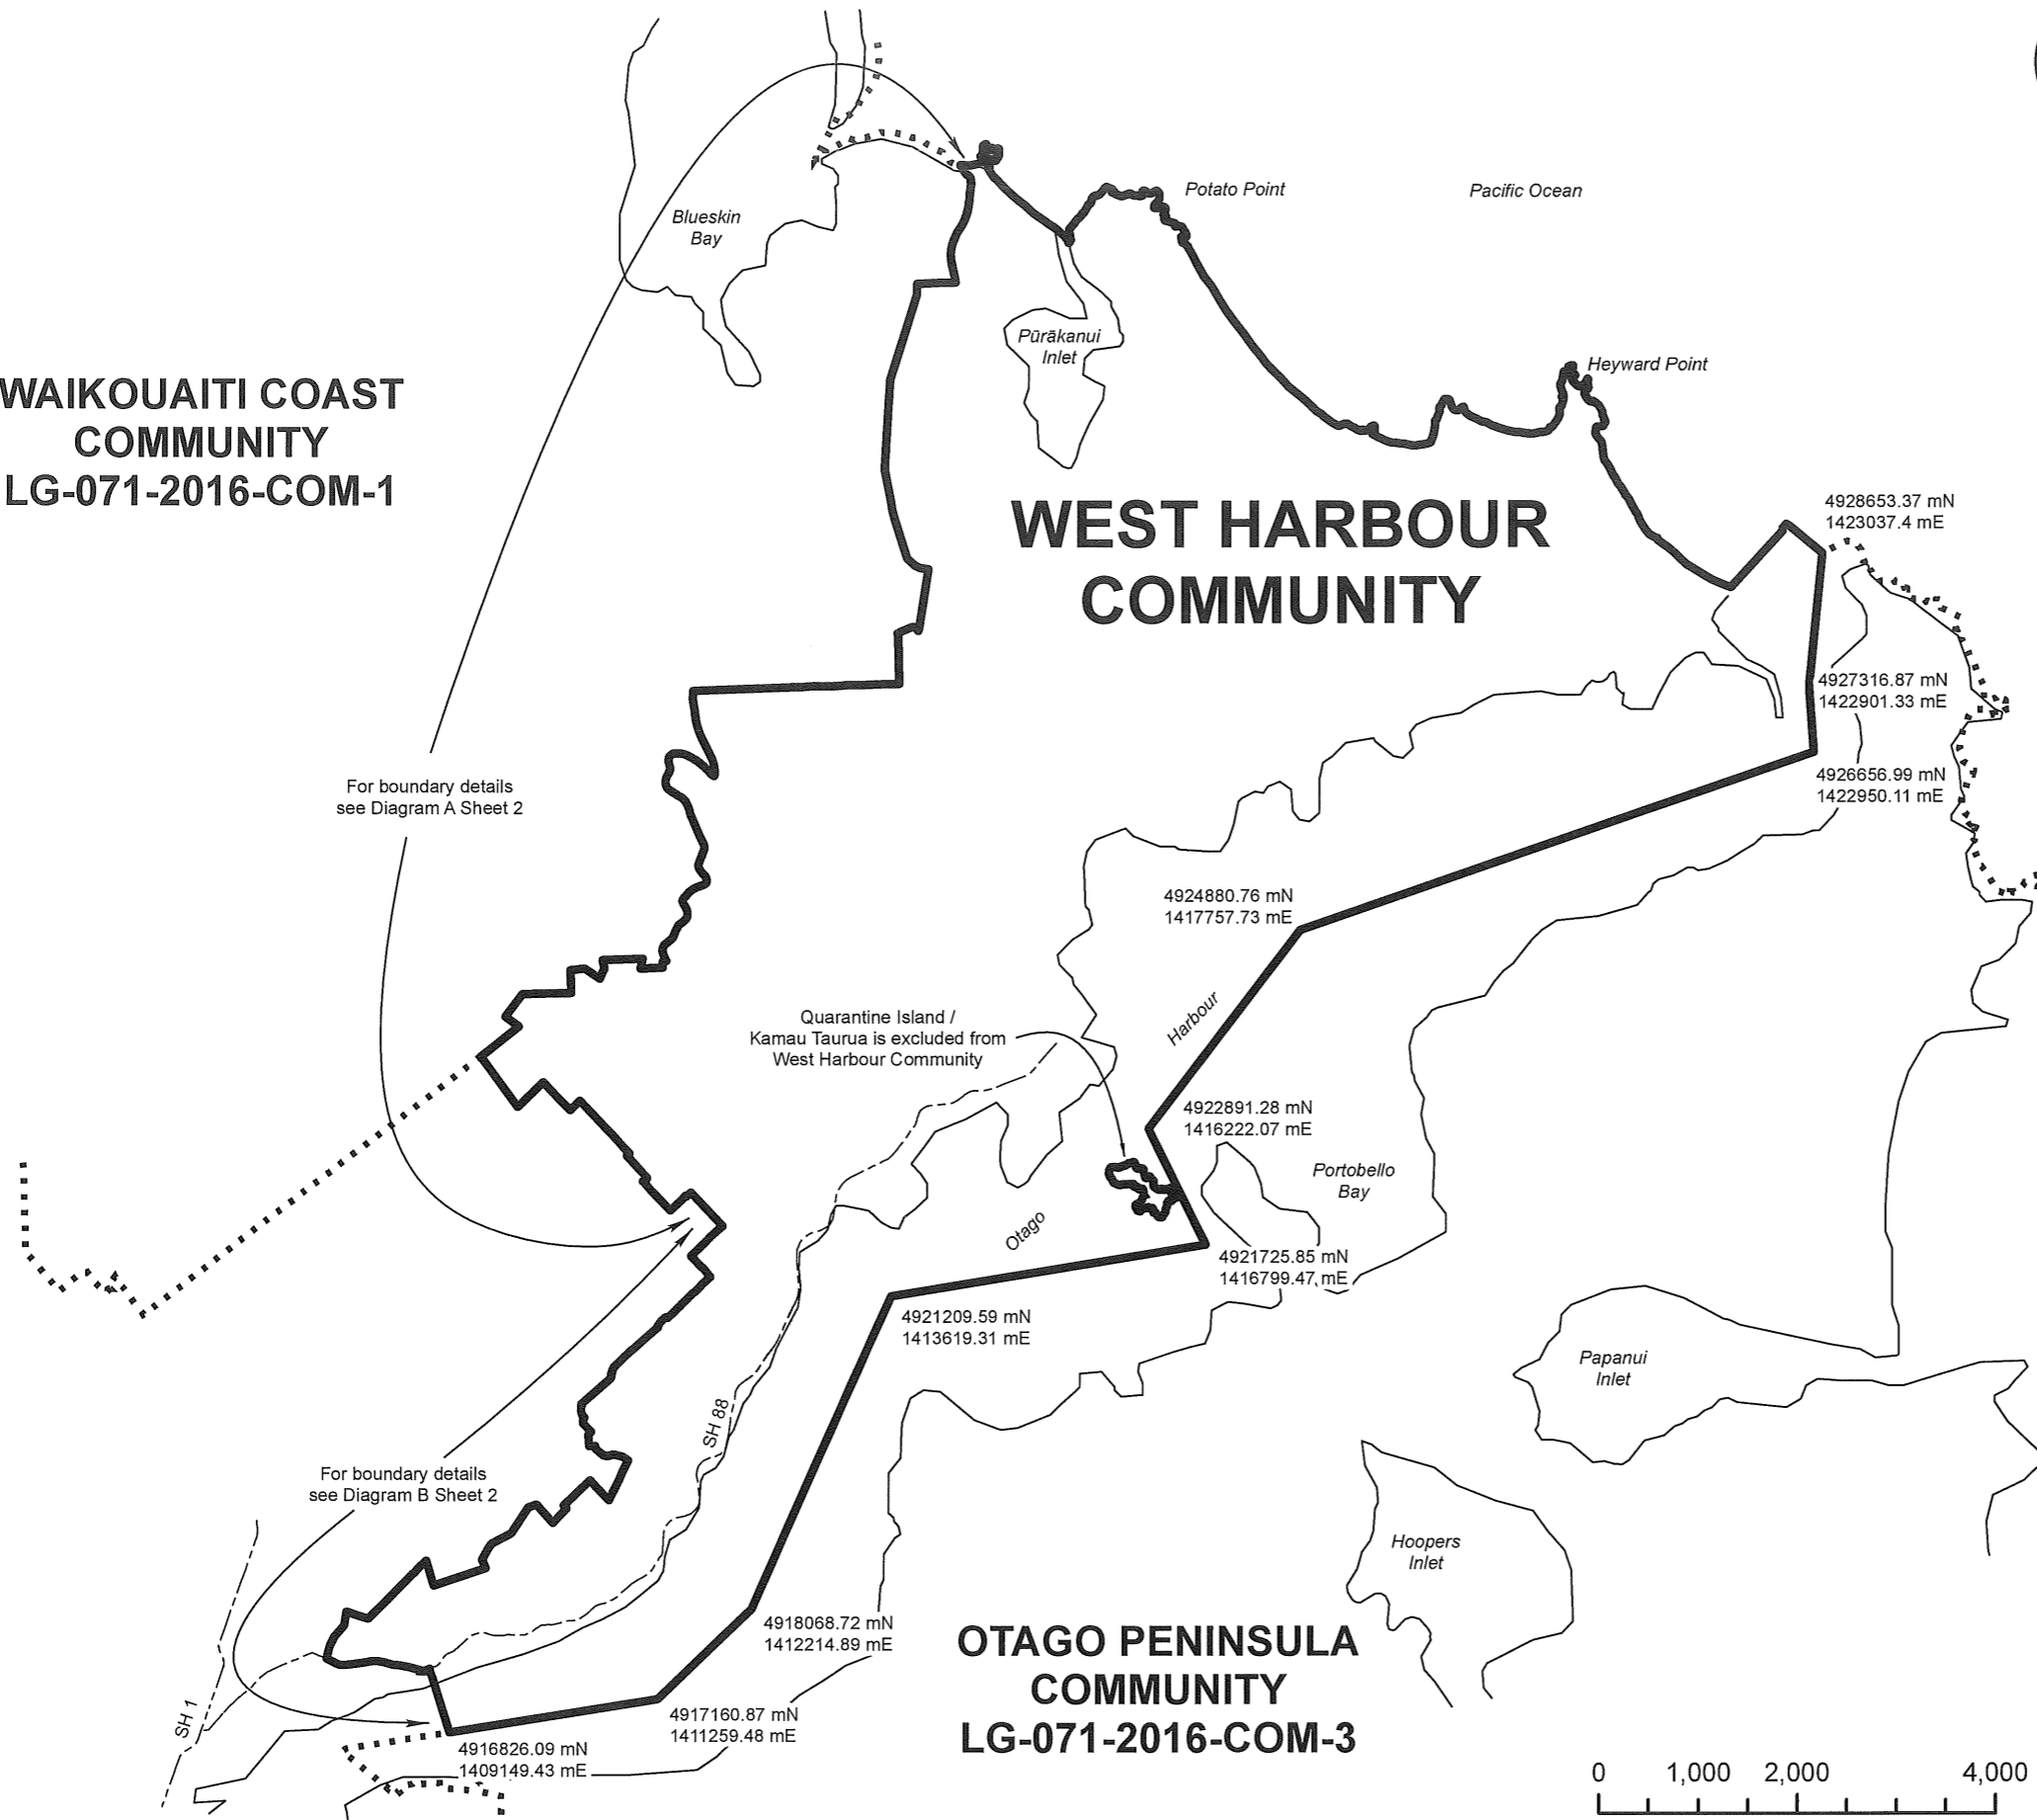 Potato Point
Pacific Ocean
Blueskin
Bay
Pūrākanui
Inlet
Heyward Point
WAIKOUAITI COAST
COMMUNITY
LG-071-2016-COM-1
WEST HARBOUR
COMMUNITY
4928653.37 mN
1423037.4 mE
4927316.87 mN
1422901.33 mE
4926656.99 mN
1422950.11 mE
For boundary details
see Diagram A Sheet 2
4924880.76 mN
1417757.73 mE
Harbour
Quarantine Island /
Kamau Taurua is excluded from
West Harbour Community
4922891.28 mN
1416222.07 mE
Portobello
Bay
Otago
4921725.85 mN
1416799.47 mE
4921209.59 mN
1413619.31 mE
Papanui
Inlet
SH 88
For boundary details
see Diagram B Sheet 2
Hoopers
Inlet
4918068.72 mN
1412214.89 mE
OTAGO PENINSULA
COMMUNITY
LG-071-2016-COM-3
SH 1
4917160.87 mN
1411259.48 mE
4916826.09 mN
1409149.43 mE
0 1,000 2,000 4,000